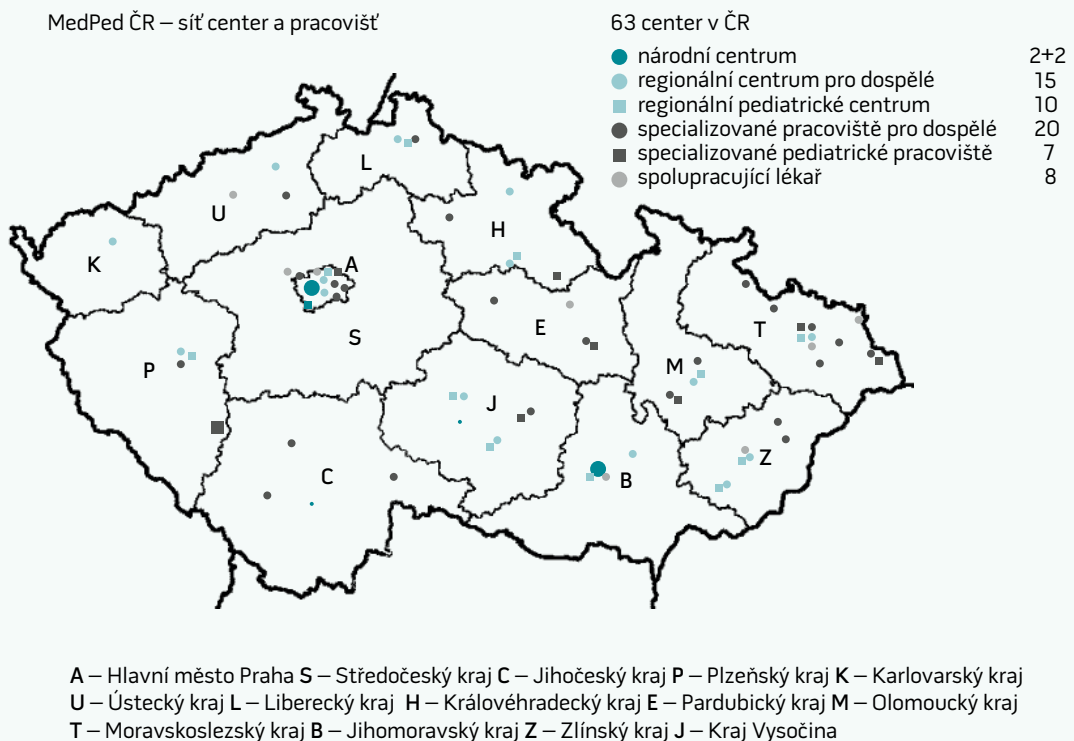 MedPed ČR – síť center a pracovišť
63 center v ČR
národní centrum 2+2
regionální centrum pro dospělé 15
regionální pediatrické centrum 10
specializované pracoviště pro dospělé 20
specializované pediatrické pracoviště 7
spolupracující lékař 8
L
U
H
K
A
S
E
T
P
M
J
C
B
Z
A – Hlavní město Praha S – Středočeský kraj C – Jihočeský kraj P – Plzeňský kraj K – Karlovarský kraj
U – Ústecký kraj L – Liberecký kraj H – Královéhradecký kraj E – Pardubický kraj M – Olomoucký kraj
T – Moravskoslezský kraj B – Jihomoravský kraj Z – Zlínský kraj J – Kraj Vysočina